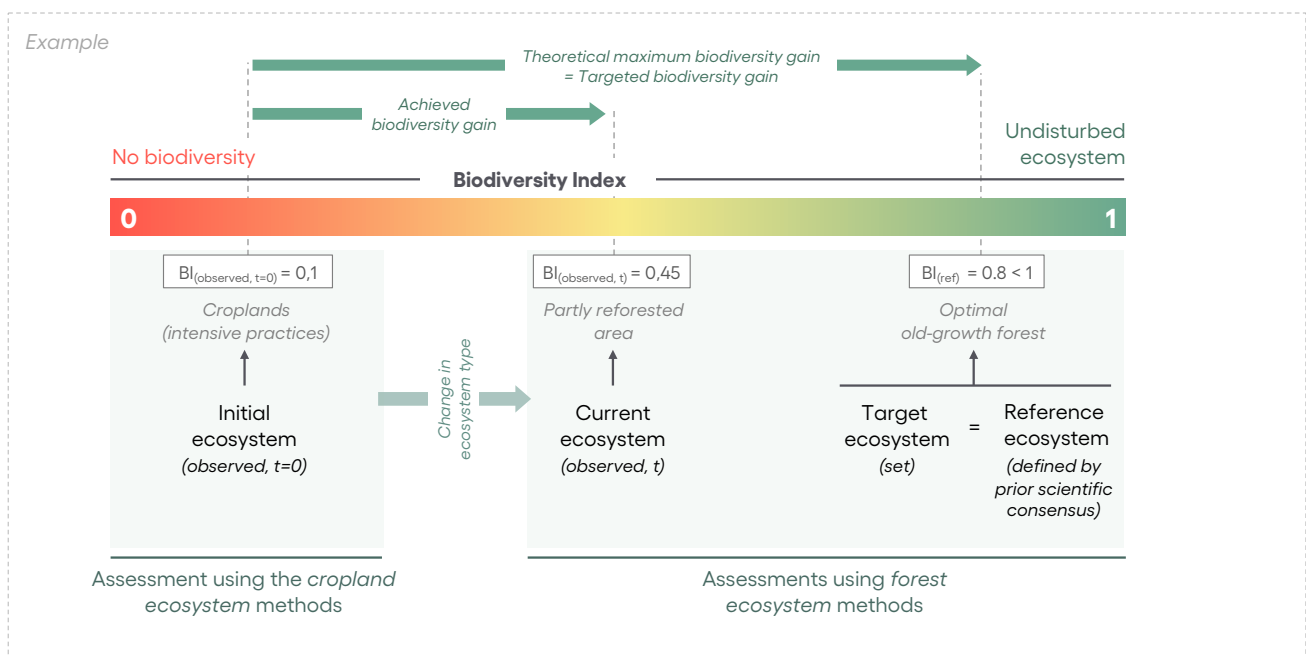 Example
Theoretical maximum biodiversity gain
= Targeted biodiversity gain
Achieved
biodiversity gain
No biodiversity
Undisturbed
ecosystem
Biodiversity Index
0
1
BI(observed, t=0) = 0,1
BI(observed, t) = 0,45
BI(ref) = 0.8 < 1
Croplands
(intensive practices)
Partly reforested
area
Optimal
old-growth forest
Change in
ecosystem type
Initial
ecosystem
(observed, t=0)
Current
ecosystem
(observed, t)
Target
ecosystem
(set)
=
Reference
ecosystem
(defined by
prior scientific
consensus)
Assessment using the cropland
ecosystem methods
Assessments using forest
ecosystem methods